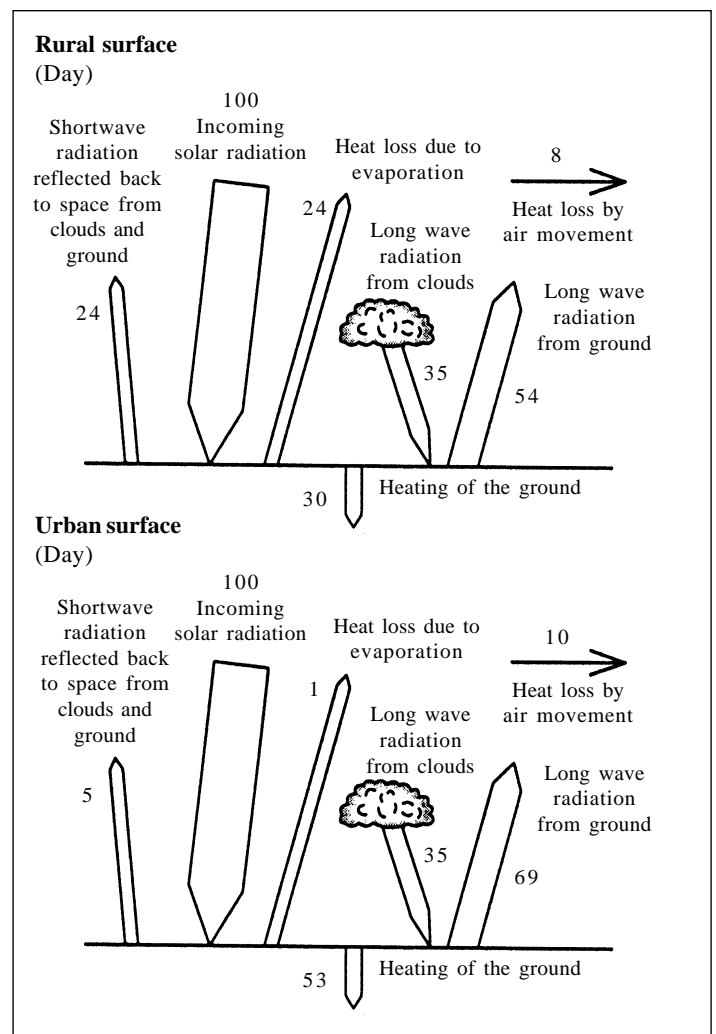 Rural surface
(Day)
100
Incoming
solar radiation
Shortwave
radiation
reflected back
to space from
clouds and
ground
24
Heat loss due to
evaporation
24
8
Heat loss by
air movement
Long wave
radiation
from clouds
35
Long wave
radiation
from ground
54
30
Heating of the ground
Urban surface
(Day)
100
Incoming
solar radiation
Shortwave
radiation
reflected back
to space from
clouds and
ground
5
Heat loss due to
evaporation
1
10
Heat loss by
air movement
Long wave
radiation
from clouds
35
Long wave
radiation
from ground
69
53
Heating of the ground